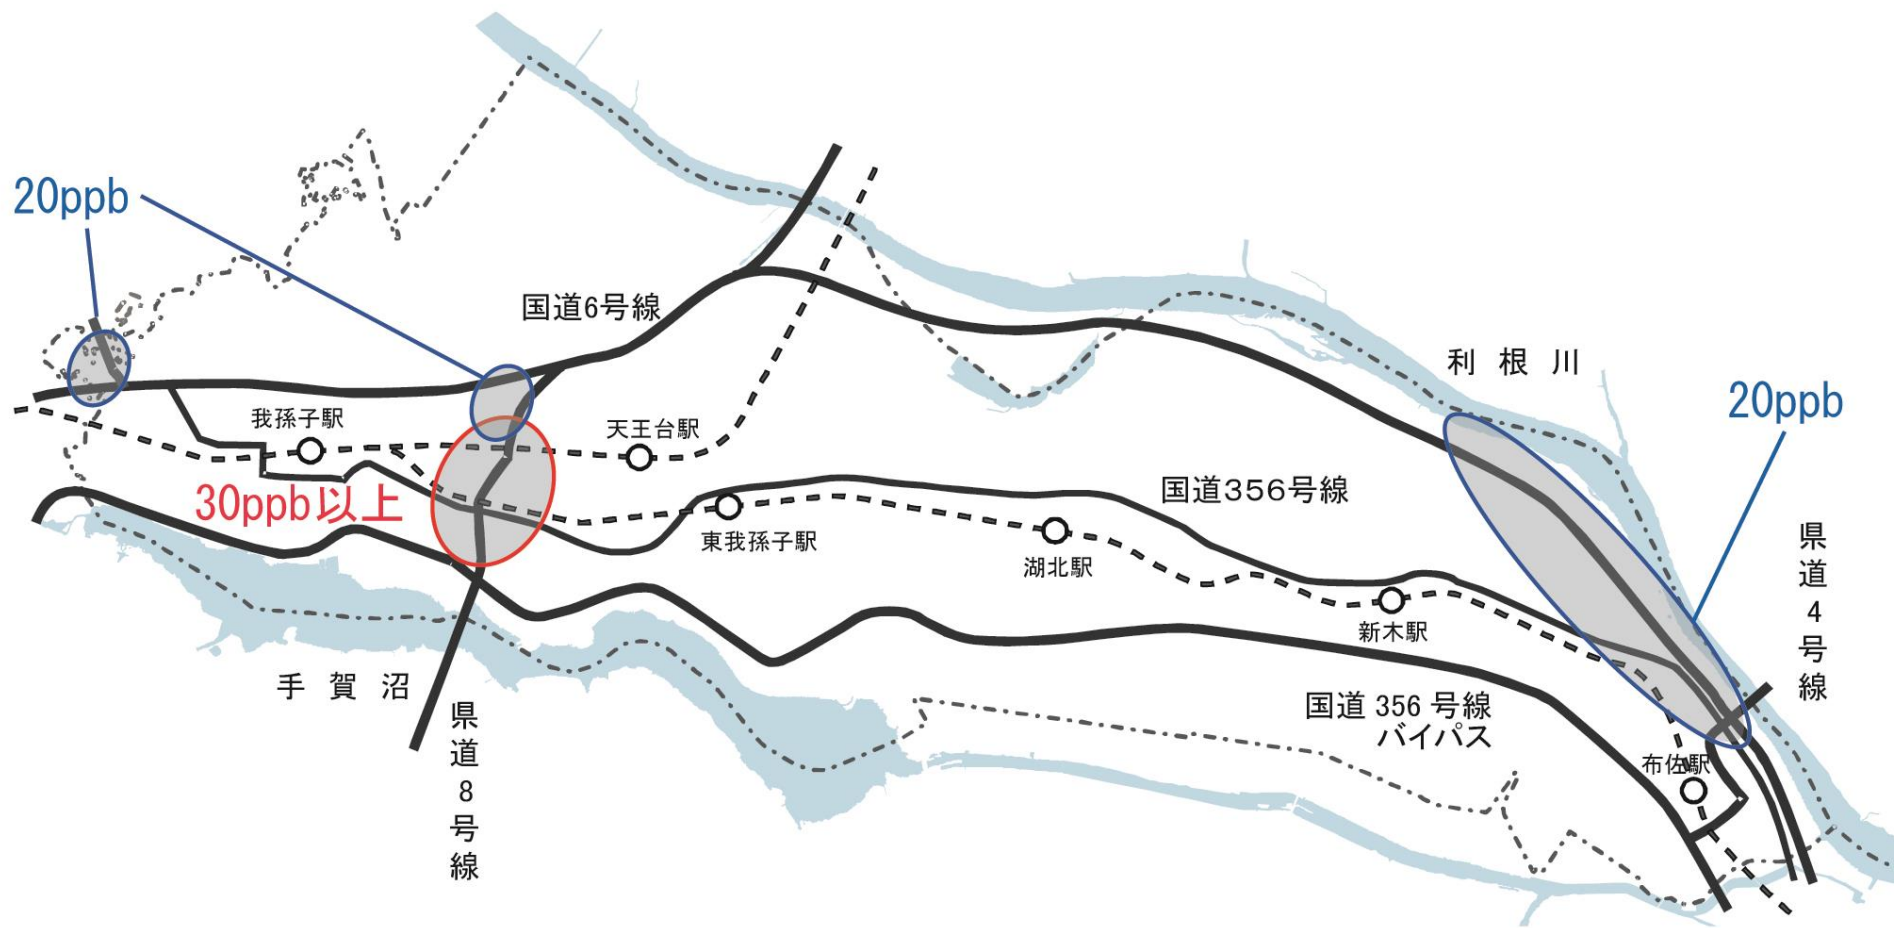 20ppb
国道6号線
利根川
20ppb
我孫子駅
天王台駅
30ppb以上
国道356号線
東我孫子駅
湖北駅
新木駅
県道4号線
手賀沼
県道8号線
国道356号線
バイパス
布佐駅